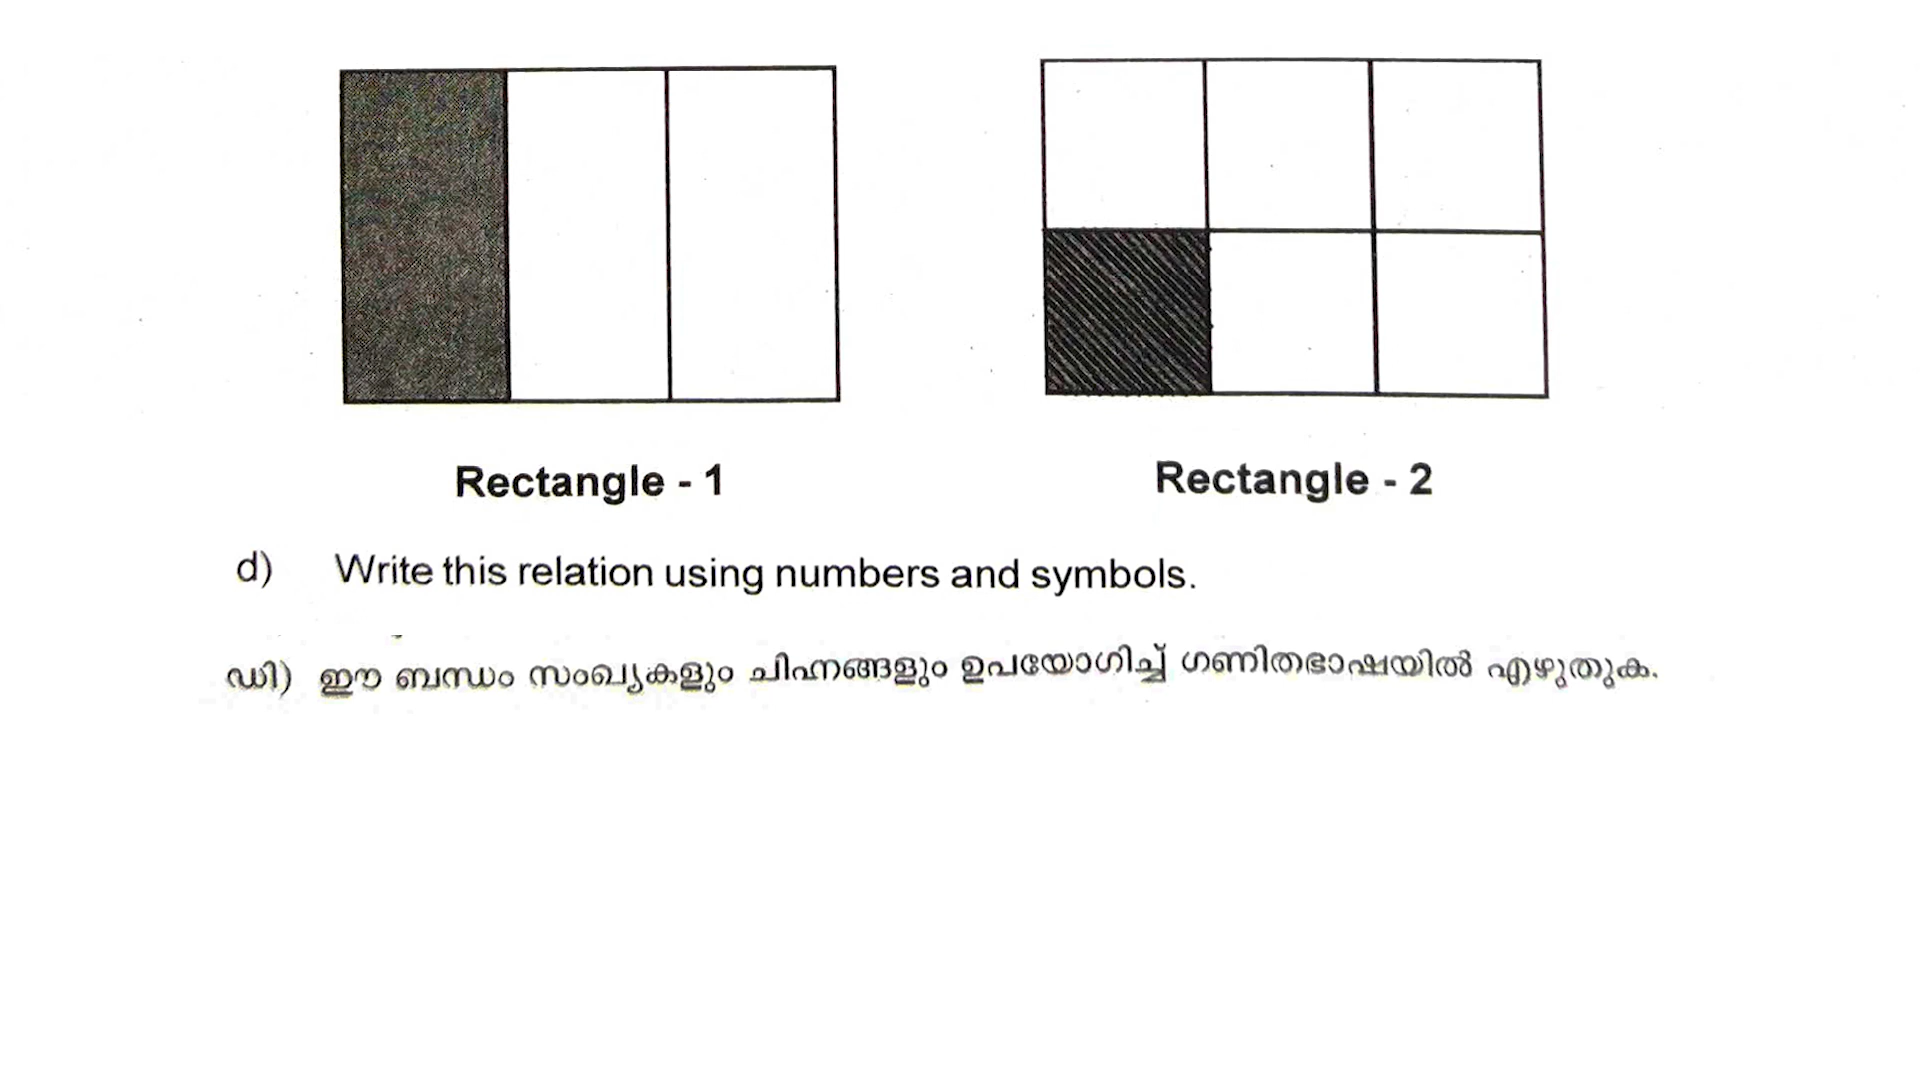 Rectangle - 1
Rectangle - 2
d) Write this relation using numbers and symbols.
ഡി) ഈ ബന്ധം സംഖ്യകളും ചിഹ്നങ്ങളും ഉപയോഗിച്ച് ഗണിതഭാഷയിൽ എഴുതുക.